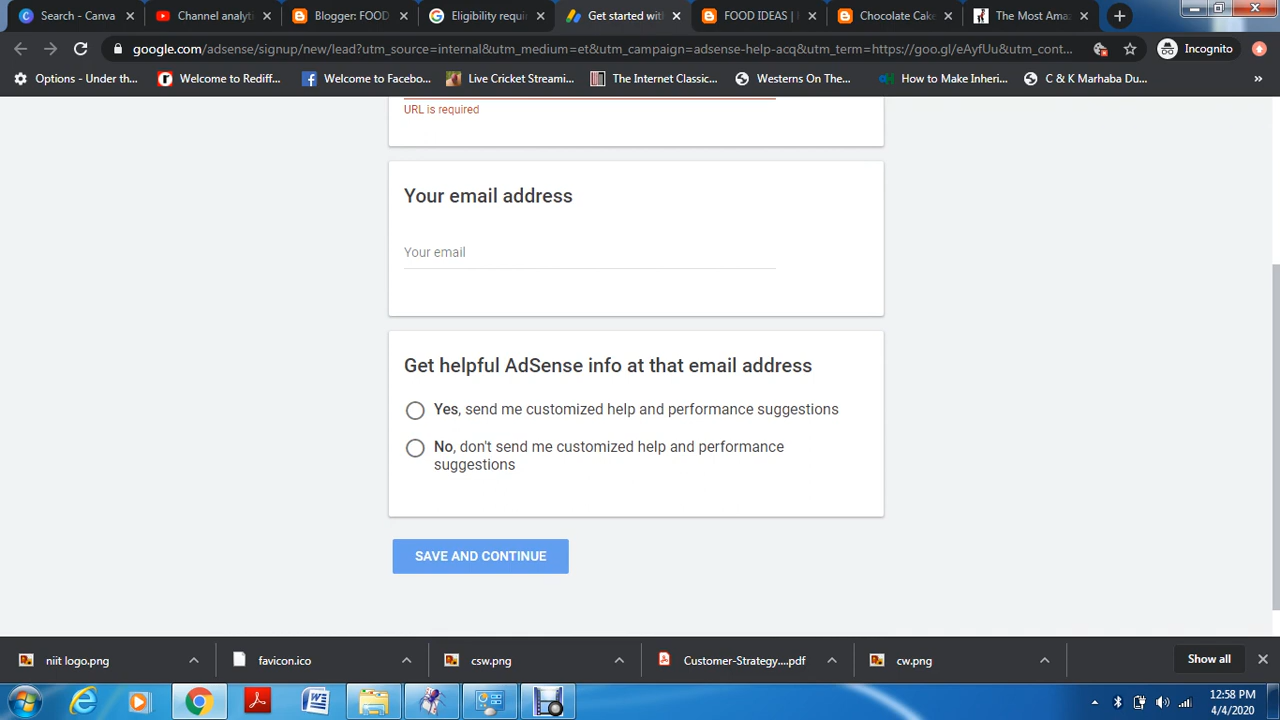 Search - Canva
Channel analyti
Blogger: FOOD
Eligibility re
Get started wit
FOOD IDEAS |
Chocolate Cak
The Most Ama
google.com/adsense/signup/new/lead?utm_source=internal&utm_medium=et&utm_campaign=adsense-help-acq&utm_term=https://goo.gl/eAyfUu&utm_cont...
Incognito
Options - Under th...
Welcome to Rediff...
Welcome to Facebo...
Live Cricket Streami...
The Internet Classic...
Westerns On The...
How to Make Inheri...
C & K Marhaba Du...
»
URL is required
Your email address
Your email
Get helpful AdSense info at that email address
Yes, send me customized help and performance suggestions
No, don't send me customized help and performance
suggestions
SAVE AND CONTINUE
niit logo.png
favicon.ico
csw.png
Customer-Strategy....pdf
cw.png
Show all
12:58 PM
4/4/2020